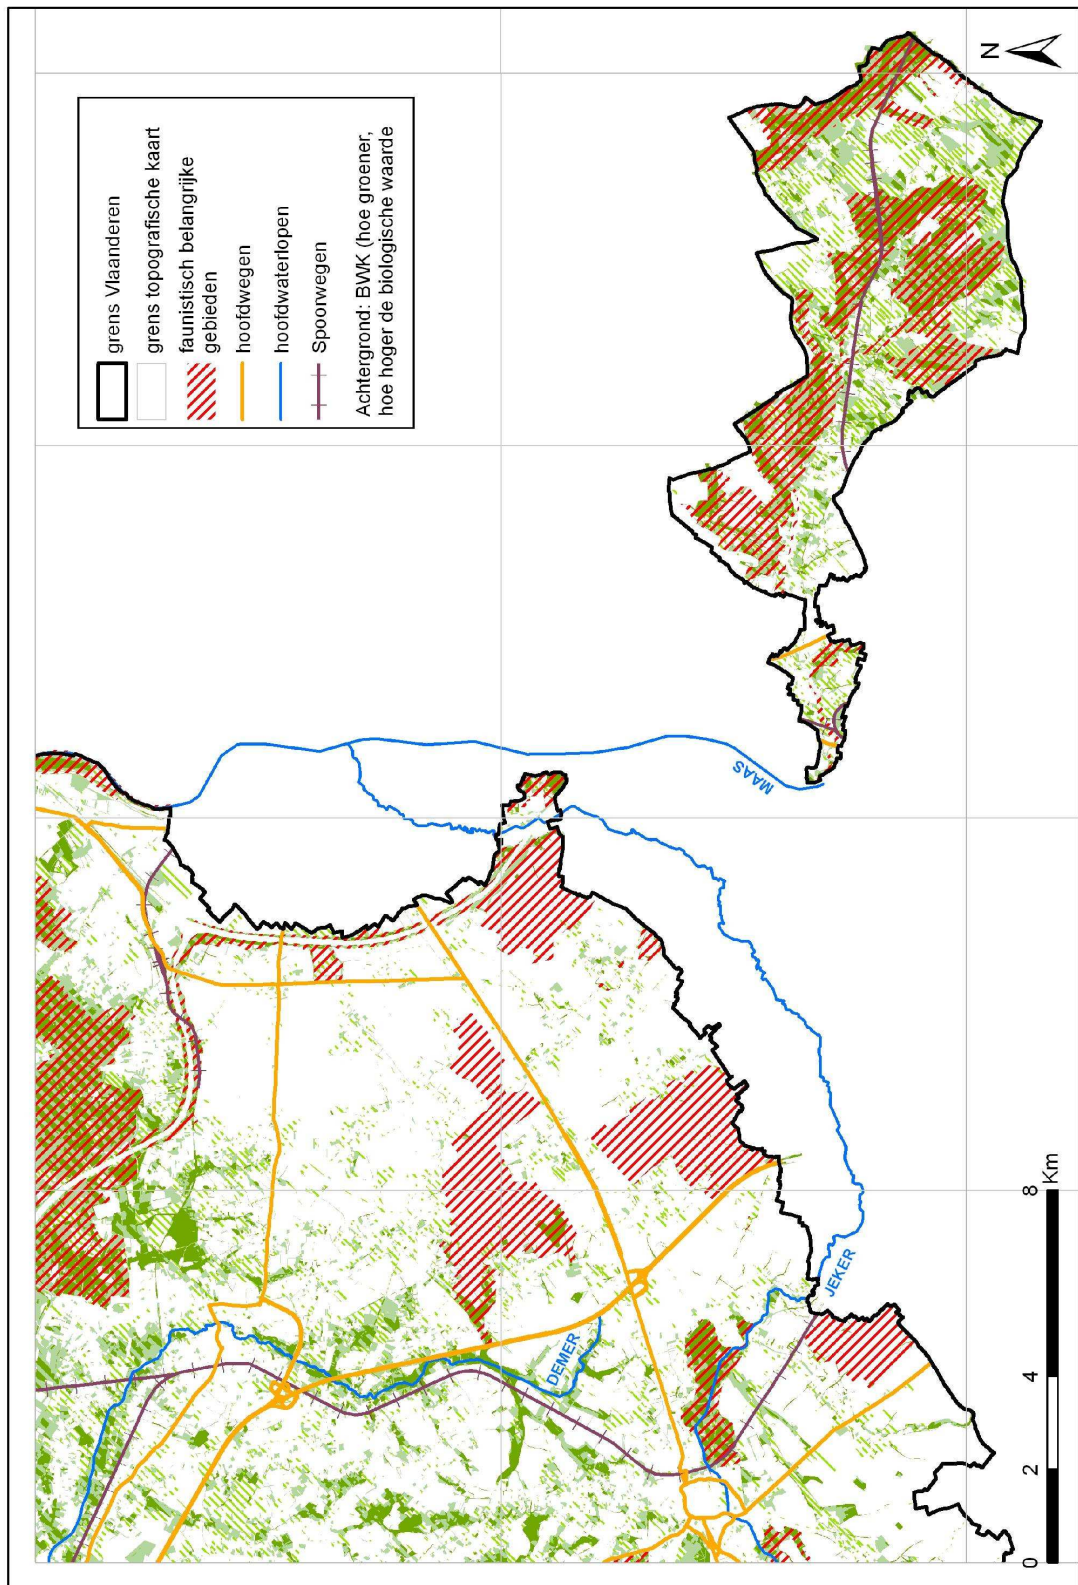 grens Vlaanderen
grens topografische kaart
faunistisch belangrijke
gebieden
hoofdwegen
hoofdwaterlopen
Spoorwegen
Achtergrond: BWK (hoe groener,
hoe hoger de biologische waarde
N
MAAS
DEMER
JEKER
0 2 4 8
Km